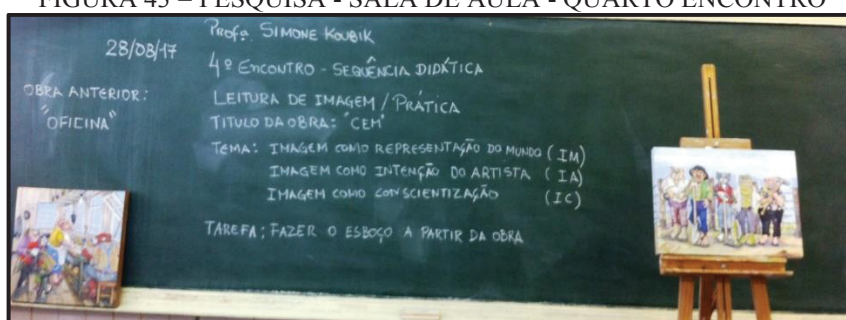 FIGURA 43 – PESQUISA - SALA DE AULA - QUARTO ENCONTRO
Profª. SIMONE KOUBIK
28/08/17
4º ENCONTRO - SEQUÊNCIA DIDÁTICA
OBRA ANTERIOR:
"OFICINA"
LEITURA DE IMAGEM / PRÁTICA
TITULO DA OBRA: "CEM"
TEMA: IMAGEM COMO REPRESENTAÇÃO DO MUNDO (IM)
IMAGEM COMO INTENÇÃO DO ARTISTA (IA)
IMAGEM COMO CONSCIENTIZAÇÃO (IC)
TAREFA: FAZER O ESBOÇO A PARTIR DA OBRA